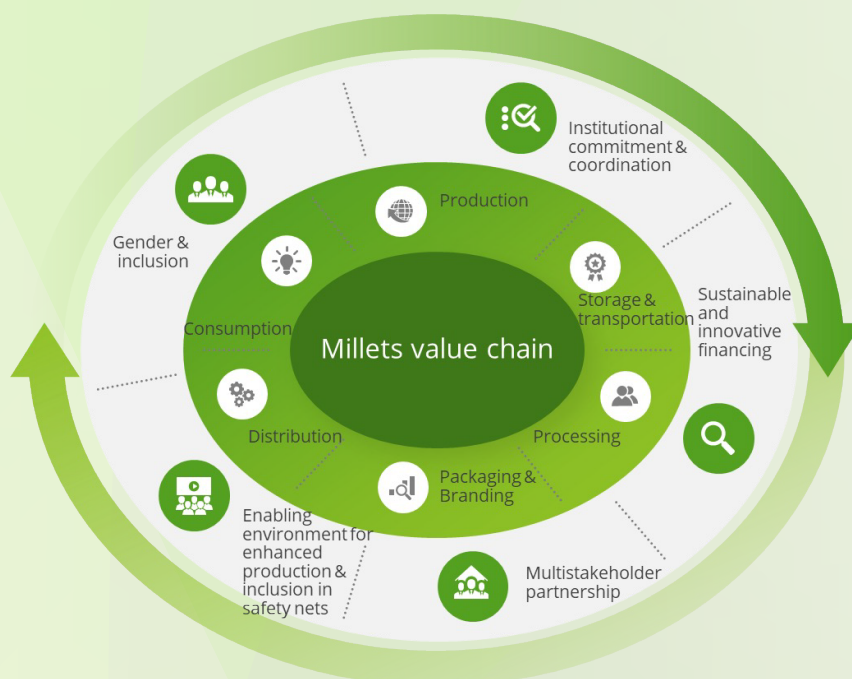 Institutional
commitment &
coordination
Production
Gender &
inclusion
Storage &
transportation
Sustainable
and
innovative
financing
Consumption
Millets value chain
Distribution
Processing
Packaging &
Branding
Enabling
environment for
enhanced
production &
inclusion in
safety nets
Multistakeholder
partnership